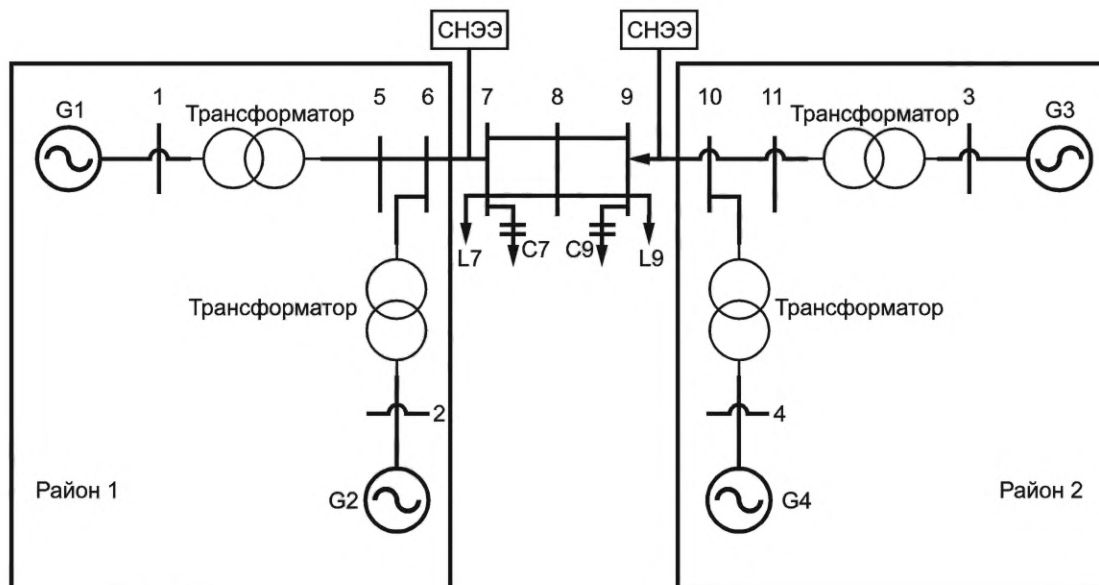 СНЭЭ
СНЭЭ
G1
1
Трансформатор
5
6
7
8
9
10
11
Трансформатор
3
G3
L7
C7
C9
L9
Трансформатор
Трансформатор
2
4
Район 1
G2
G4
Район 2